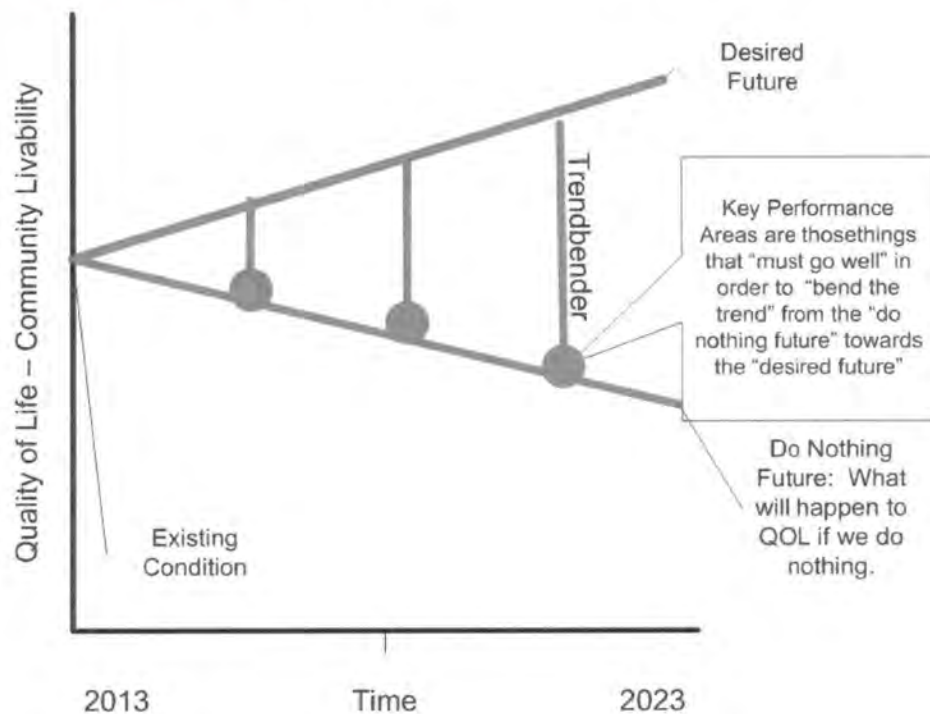 Quality of Life – Community Livability
Desired
Future
Trendbender
Key Performance
Areas are thosethings
that “must go well” in
order to “bend the
trend” from the “do
nothing future” towards
the “desired future”
Do Nothing
Future: What
will happen to
QOL if we do
nothing.
Existing
Condition
2013
Time
2023